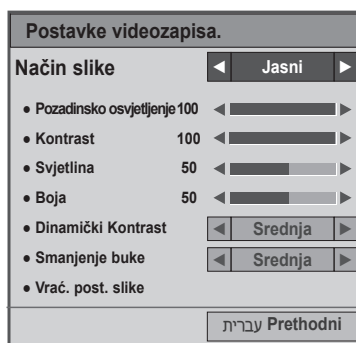 Postavke videozapisa.
Način slike ◄ Jasni ►
● Pozadinsko osvjetljenje 100
● Kontrast 100
● Svjetlina 50
● Boja 50
● Dinamički Kontrast ◄ Srednja ►
● Smanjenje buke ◄ Srednja ►
● Vrać. post. slike
עברית Prethodni